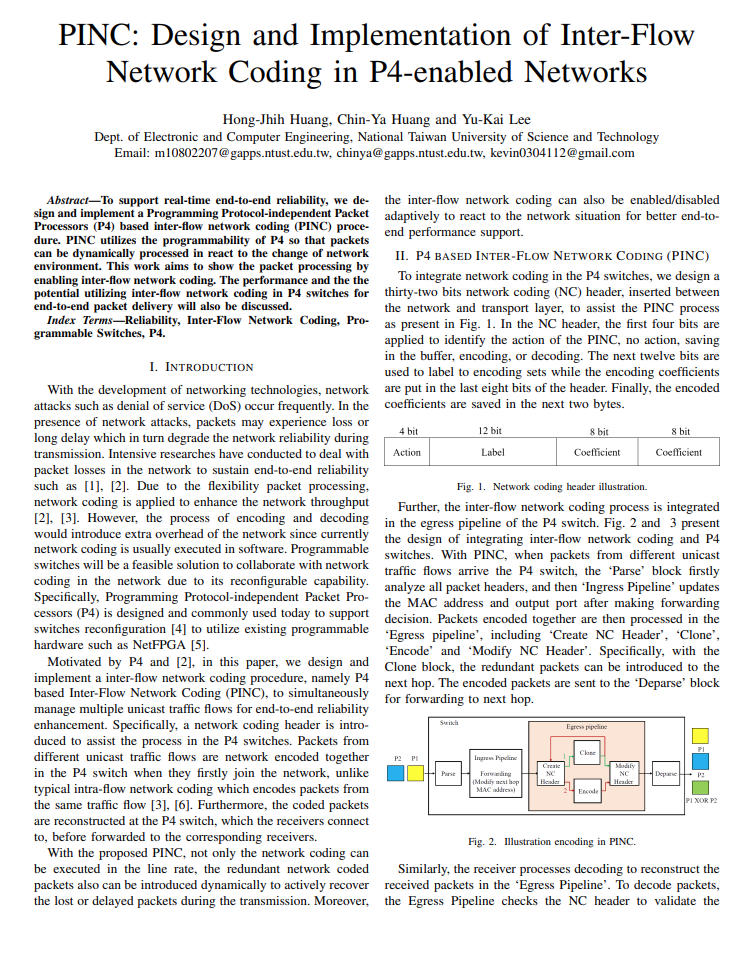 PINC: Design and Implementation of Inter-Flow
Network Coding in P4-enabled Networks
Hong-Jhih Huang, Chin-Ya Huang and Yu-Kai Lee
Dept. of Electronic and Computer Engineering, National Taiwan University of Science and Technology
Email: m10802207@gapps.ntust.edu.tw, chinya@gapps.ntust.edu.tw, kevin0304112@gmail.com
Abstract—To support real-time end-to-end reliability, we de-
sign and implement a Programming Protocol-independent Packet
Processors (P4) based inter-flow network coding (PINC) proce-
dure. PINC utilizes the programability of P4 so that packets
can be dynamically processed in react to the change of network
environment. This work aims to show the packet processing by
enabling inter-flow network coding. The performance and the the
potential utilizing inter-flow network coding in P4 switches for
end-to-end packet delivery will also be discussed.
Index Terms—Reliability, Inter-Flow Network Coding, Pro-
grammable Switches, P4.
I. INTRODUCTION
With the development of networking technologies, network
attacks such as denial of service (DoS) occur frequently. In the
presence of network attacks, packets may experience loss or
long delay which in turn degrade the network reliability during
transmission. Intensive researches have conducted to deal with
packet losses in the network to sustain end-to-end reliability
such as [1], [2]. Due to the flexibility packet processing,
network coding is applied to enhance the network throughput
[2], [3]. However, the process of encoding and decoding
would introduce extra overhead of the network since currently
network coding is usually executed in software. Programmable
switches will be a feasible solution to collaborate with network
coding in the network due to its reconfigurable capability.
Specifically, Programming Protocol-independent Packet Pro-
cessors (P4) is designed and commonly used today to support
switches reconfiguration [4] to utilize existing programmable
hardware such as NetFPGA [5].
Motivated by P4 and [2], in this paper, we design and
implement a inter-flow network coding procedure, namely P4
based Inter-Flow Network Coding (PINC), to simultaneously
manage multiple unicast traffic flows for end-to-end reliability
enhancement. Specifically, a network coding header is intro-
duced to assist the process in the P4 switches. Packets from
different unicast traffic flows are network encoded together
in the P4 switch when they firstly join the network, unlike
typical intra-flow network coding which encodes packets from
the same traffic flow [3], [6]. Furthermore, the coded packets
are reconstructed at the P4 switch, which the receivers connect
to, before forwarded to the corresponding receivers.
With the proposed PINC, not only the network coding can
be executed in the line rate, the redundant network coded
packets also can be introduced dynamically to actively recover
the lost or delayed packets during the transmission. Moreover,
the inter-flow network coding can also be enabled/disabled
adaptively to react to the network situation for better end-to-
end performance support.
II. P4 BASED INTER-FLOW NETWORK CODING (PINC)
To integrate network coding in the P4 switches, we design a
thirty-two bits network coding (NC) header, inserted between
the network and transport layer, to assist the PINC process
as present in Fig. 1. In the NC header, the first four bits are
applied to identify the action of the PINC, no action, saving
in the buffer, encoding, or decoding. The next twelve bits are
used to label to encoding sets while the encoding coefficients
are put in the last eight bits of the header. Finally, the encoded
coefficients are saved in the next two bytes.
4 bit 12 bit 8 bit 8 bit
Action Label Coefficient Coefficient
Fig. 1. Network coding header illustration.
Further, the inter-flow network coding process is integrated
in the egress pipeline of the P4 switch. Fig. 2 and 3 present
the design of integrating inter-flow network coding and P4
switches. With PINC, when packets from different unicast
traffic flows arrive the P4 switch, the ‘Parse’ block firstly
analyze all packet headers, and then ‘Ingress Pipeline’ updates
the MAC address and output port after making forwarding
decision. Packets encoded together are then processed in the
‘Egress pipeline’, including ‘Create NC Header’, ‘Clone’,
‘Encode’ and ‘Modify NC Header’. Specifically, with the
Clone block, the redundant packets can be introduced to the
next hop. The encoded packets are sent to the ‘Deparse’ block
for forwarding to next hop.
Switch
Egress pipeline
P2 P1
Parse
Ingress Pipeline
Forwarding
(Modify next hop
MAC address)
Create
NC
Header
1
2
Clone
Encode
Modify
NC
Header
Deparse
P1
P2
P1 XOR P2
Fig. 2. Illustration encoding in PINC.
Similarly, the receiver processes decoding to reconstruct the
received packets in the ‘Egress Pipeline’. To decode packets,
the Egress Pipeline checks the NC header to validate the